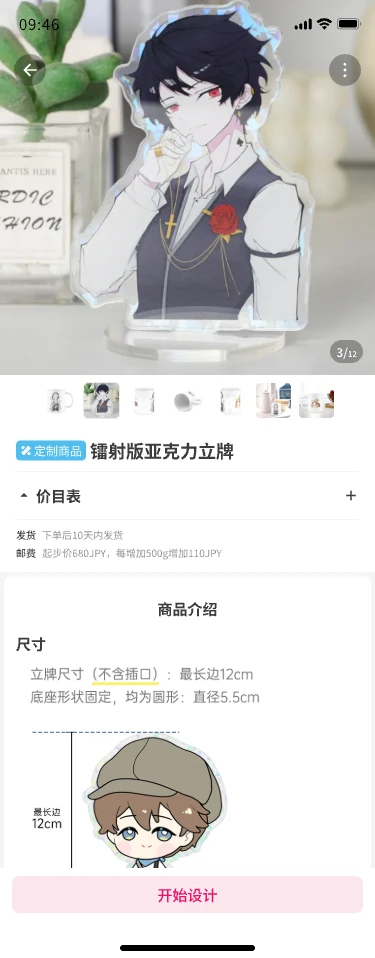 09:46
ANTIS HERE
RDIC
HION
3/12
定制商品 镭射版亚克力立牌
价目表
发货 下单后10天内发货
邮费 起步价680JPY，每增加500g增加110JPY
商品介绍
尺寸
立牌尺寸（不含插口）：最长边12cm
底座形状固定，均为圆形：直径5.5cm
最长边
12cm
开始设计